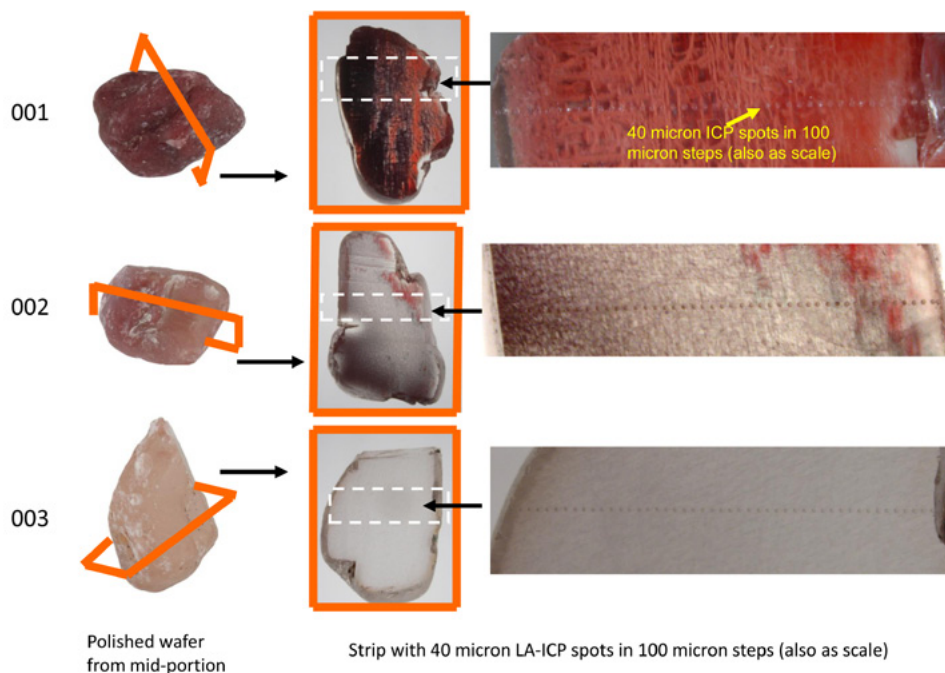 001
40 micron ICP spots in 100
micron steps (also as scale)
002
003
Polished wafer
from mid-portion
Strip with 40 micron LA-ICP spots in 100 micron steps (also as scale)